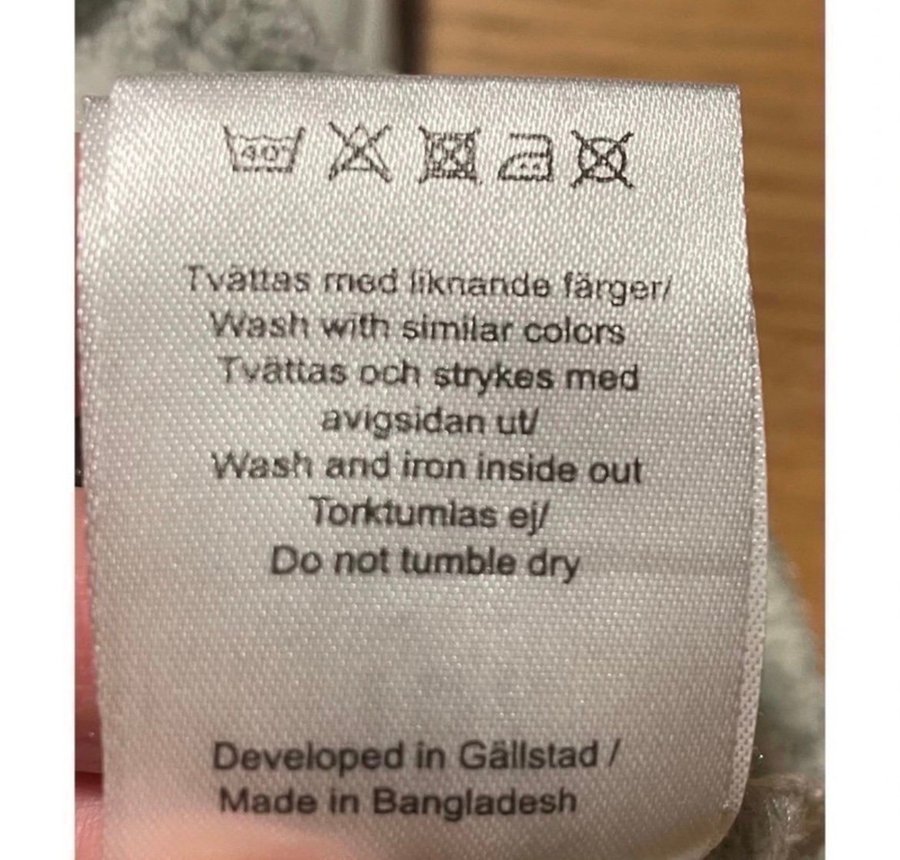 40°
Tvättas med liknande färger/
Wash with similar colors
Tvättas och strykes med
avigsidan ut/
Wash and iron inside out
Torktumlas ej/
Do not tumble dry
Developed in Gällstad /
Made in Bangladesh